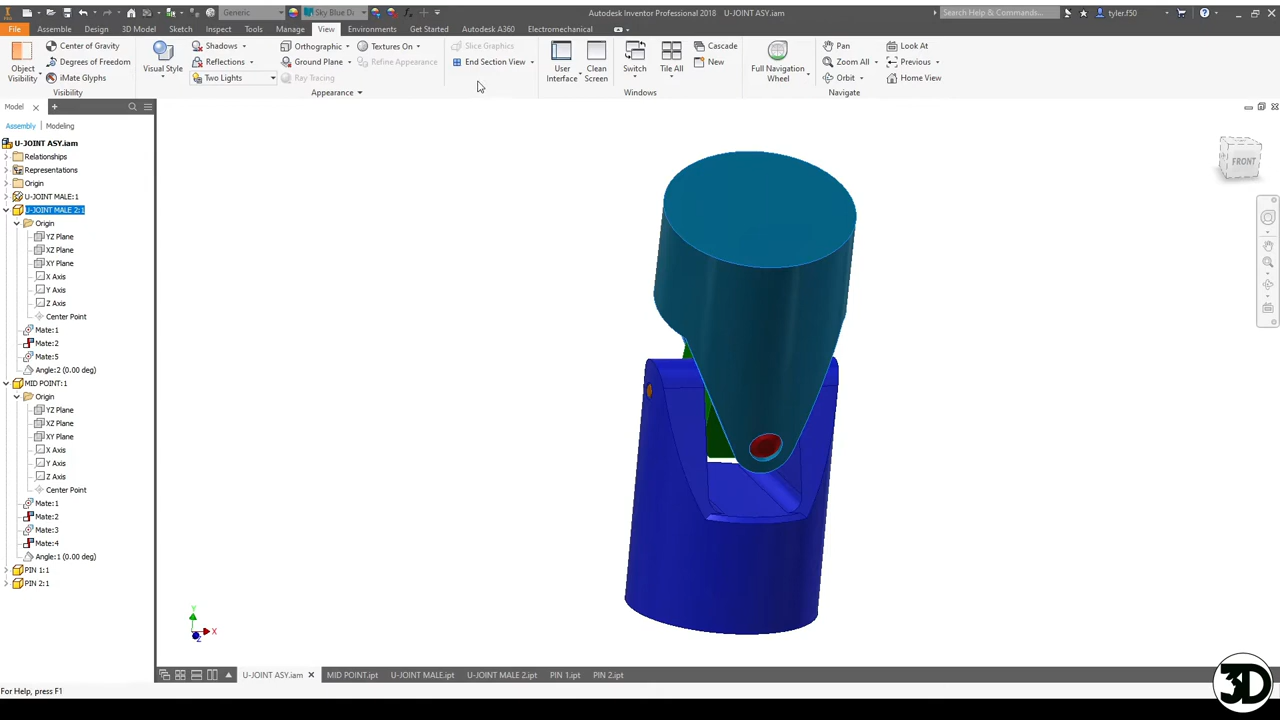 Generic
Sky Blue Da
Autodesk Inventor Professional 2018   U-JOINT ASY.iam
Search Help & Commands...
tyler.f50
File
Assemble
Design
3D Model
Sketch
Inspect
Tools
Manage
View
Environments
Get Started
Autodesk A360
Electromechanical
Object Visibility
Center of Gravity
Degrees of Freedom
iMate Glyphs
Visibility
Visual Style
Shadows
Reflections
Two Lights
Orthographic
Ground Plane
Ray Tracing
Textures On
Refine Appearance
Appearance
Slice Graphics
End Section View
User Interface
Clean Screen
Switch
Tile All
Cascade
New
Windows
Full Navigation Wheel
Pan
Zoom All
Orbit
Look At
Previous
Home View
Navigate
Model
Assembly
Modeling
U-JOINT ASY.iam
Relationships
Representations
Origin
U-JOINT MALE:1
U-JOINT MALE 2:1
Origin
YZ Plane
XZ Plane
XY Plane
X Axis
Y Axis
Z Axis
Center Point
Mate:1
Mate:2
Mate:5
Angle:2 (0.00 deg)
MID POINT:1
Origin
YZ Plane
XZ Plane
XY Plane
X Axis
Y Axis
Z Axis
Center Point
Mate:1
Mate:2
Mate:3
Mate:4
Angle:1 (0.00 deg)
PIN 1:1
PIN 2:1
FRONT
Y
X
Z
U-JOINT ASY.iam
MID POINT.ipt
U-JOINT MALE.ipt
U-JOINT MALE 2.ipt
PIN 1.ipt
PIN 2.ipt
For Help, press F1
3D